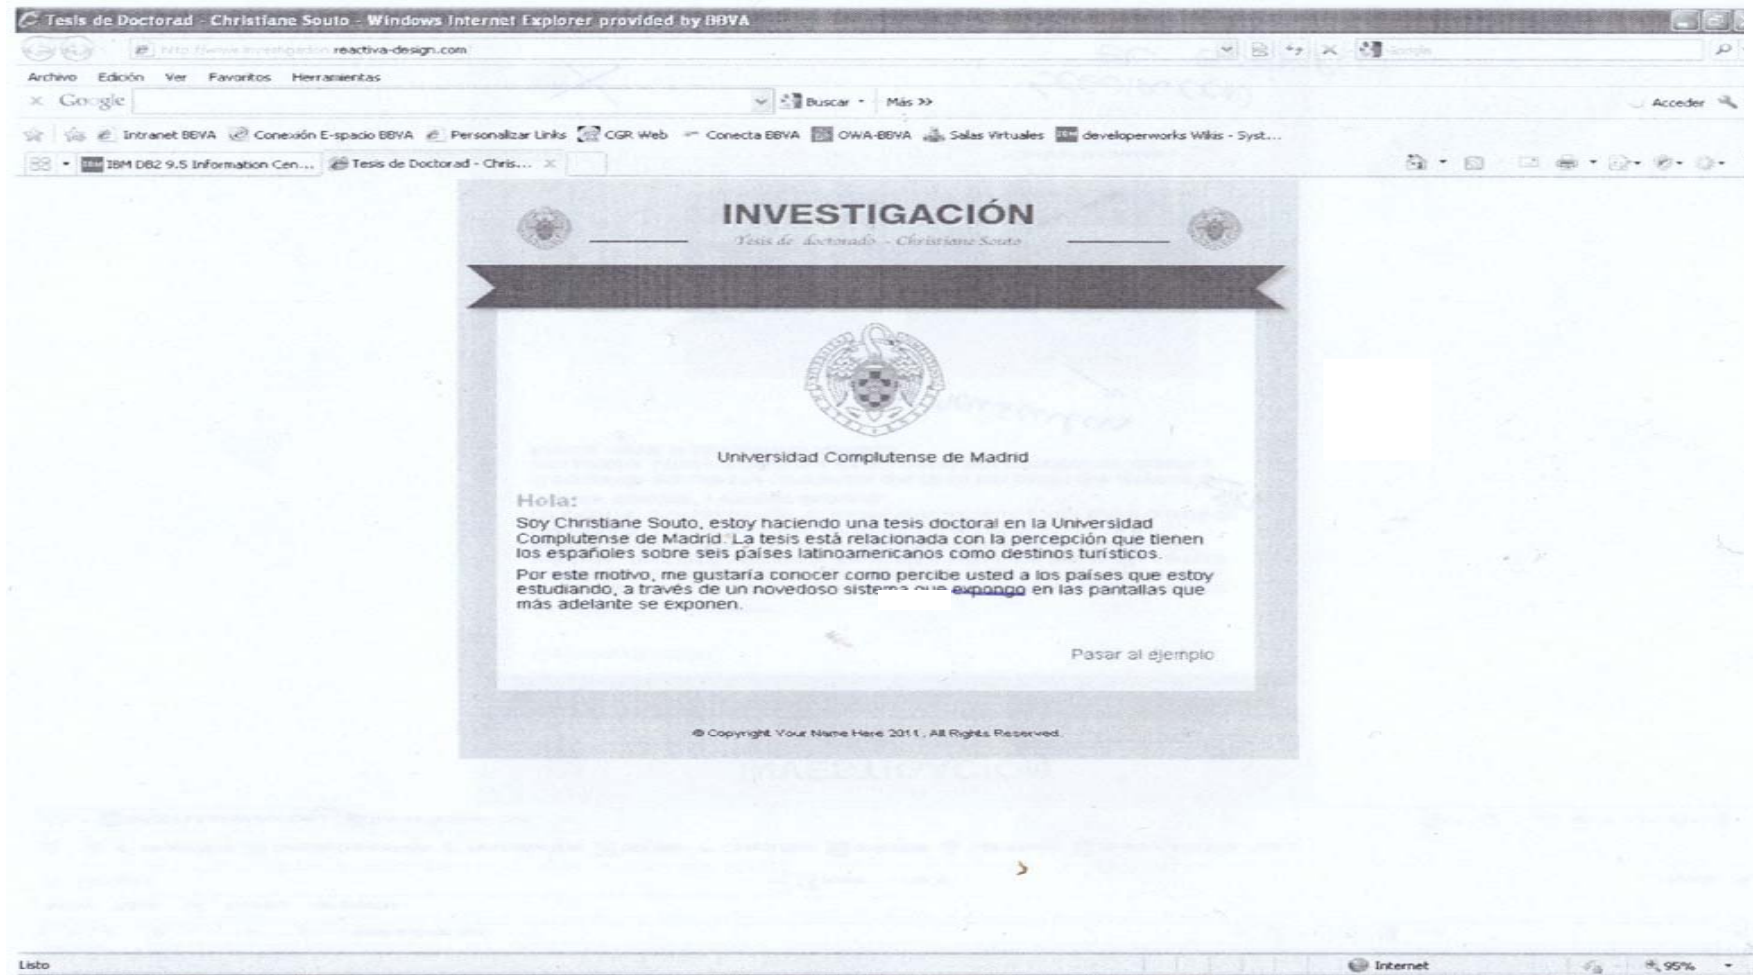 Tesis de Doctorad - Christiane Souto - Windows Internet Explorer provided by BBVA
reactiva-design.com
Google
Archivo Edición Ver Favoritos Herramientas
× Google Buscar Más >> Acceder
Intranet BBVA Conexión E-spacio BBVA Personalizar Links CGR Web Conecta BBVA OWA-BBVA Salas Virtuales developerworks Wikis - Syst...
IBM DB2 9.5 Information Cen... Tesis de Doctorad - Chris... ×
INVESTIGACIÓN
Tesis de doctorado - Christiane Souto
Universidad Complutense de Madrid
Hola:
Soy Christiane Souto, estoy haciendo una tesis doctoral en la Universidad
Complutense de Madrid. La tesis está relacionada con la percepción que tienen
los españoles sobre seis países latinoamericanos como destinos turísticos.
Por este motivo, me gustaría conocer como percibe usted a los países que estoy
estudiando, a través de un novedoso sistema que expongo en las pantallas que
más adelante se exponen.
Pasar al ejemplo
© Copyright Your Name Here 2011, All Rights Reserved.
Listo Internet 95%